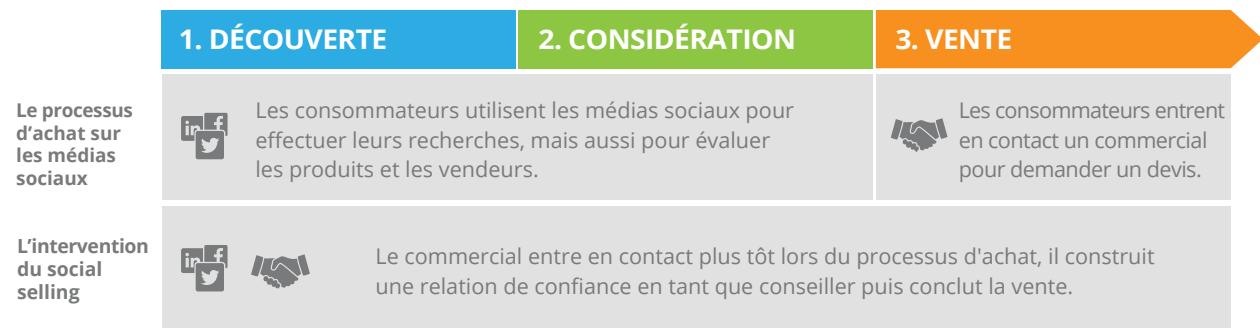 1. DÉCOUVERTE
2. CONSIDÉRATION
3. VENTE
Le processus
d'achat sur
les médias
sociaux
Les consommateurs utilisent les médias sociaux pour
effectuer leurs recherches, mais aussi pour évaluer
les produits et les vendeurs.
Les consommateurs entrent
en contact un commercial
pour demander un devis.
L'intervention
du social
selling
Le commercial entre en contact plus tôt lors du processus d'achat, il construit
une relation de confiance en tant que conseiller puis conclut la vente.